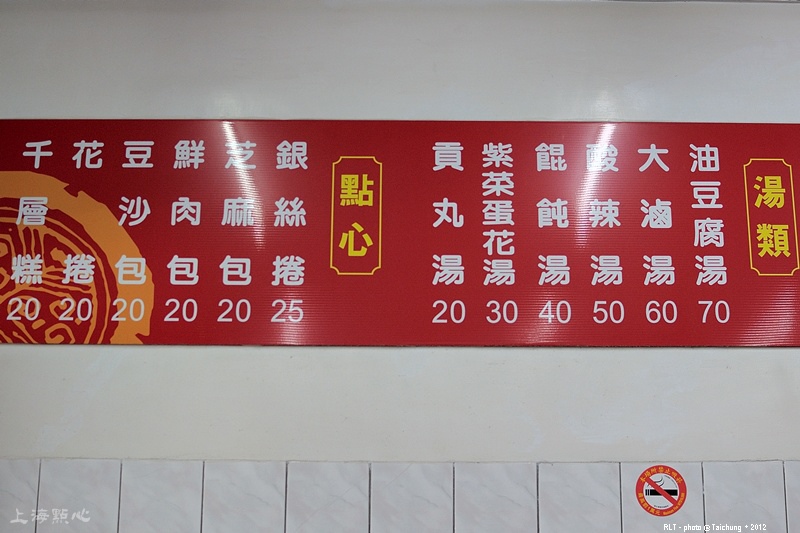 湯類
油豆腐湯 70
大滷湯 60
酸辣湯 50
餛飩湯 40
紫菜蛋花湯 30
貢丸湯 20
點心
銀絲捲 25
芝麻包 20
鮮肉包 20
豆沙包 20
花捲 20
千層糕 20
上海點心
RLT - photo @ Taichung * 2012